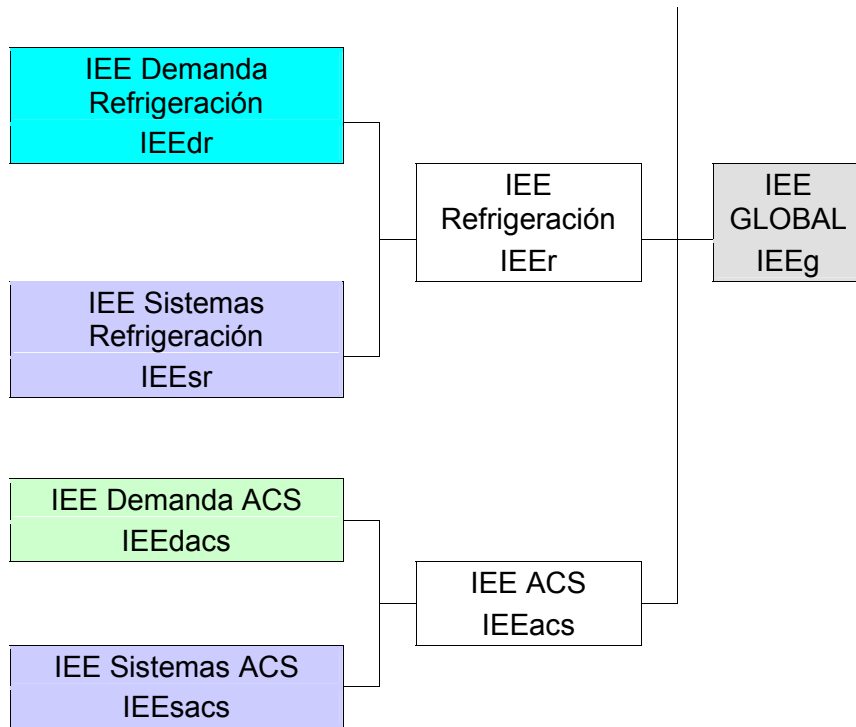 IEE Demanda
Refrigeración
IEEdr
IEE
Refrigeración
IEEr
IEE
GLOBAL
IEEg
IEE Sistemas
Refrigeración
IEEsr
IEE Demanda ACS
IEEdacs
IEE ACS
IEEacs
IEE Sistemas ACS
IEEsacs